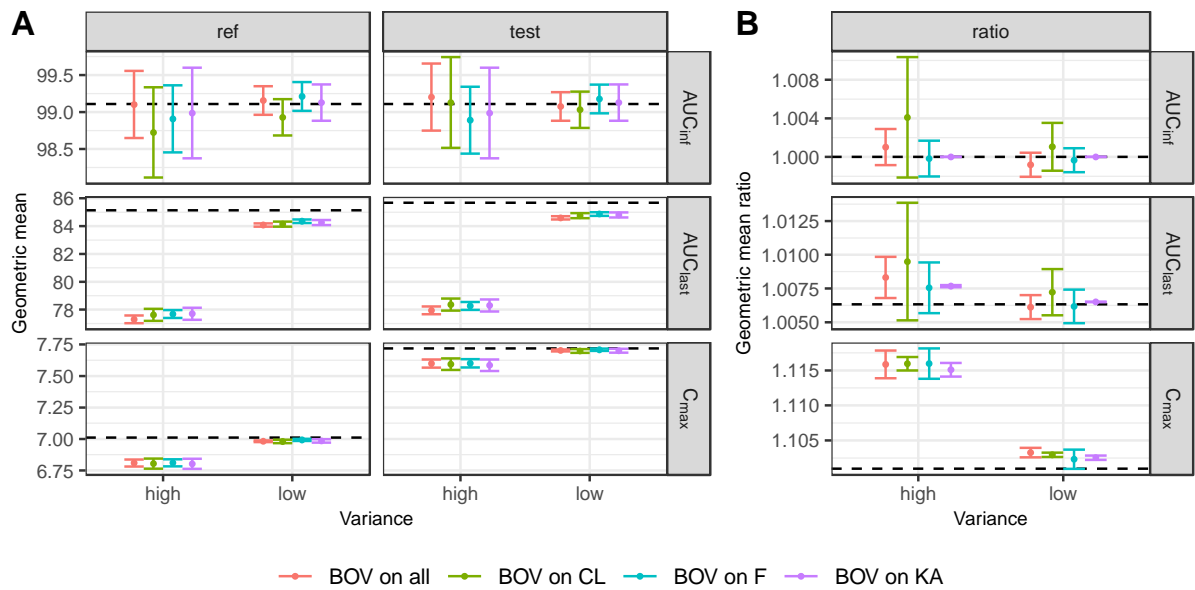 A
B
ref
test
ratio
Geometric mean
99.5
99.0
98.5
AUCinf
1.008
1.004
1.000
AUCinf
86
84
82
80
78
AUClast
Geometric mean ratio
1.0125
1.0100
1.0075
1.0050
AUClast
7.75
7.50
7.25
7.00
6.75
Cmax
1.115
1.110
1.105
Cmax
high
low
high
low
high
low
Variance
Variance
BOV on all
BOV on CL
BOV on F
BOV on KA